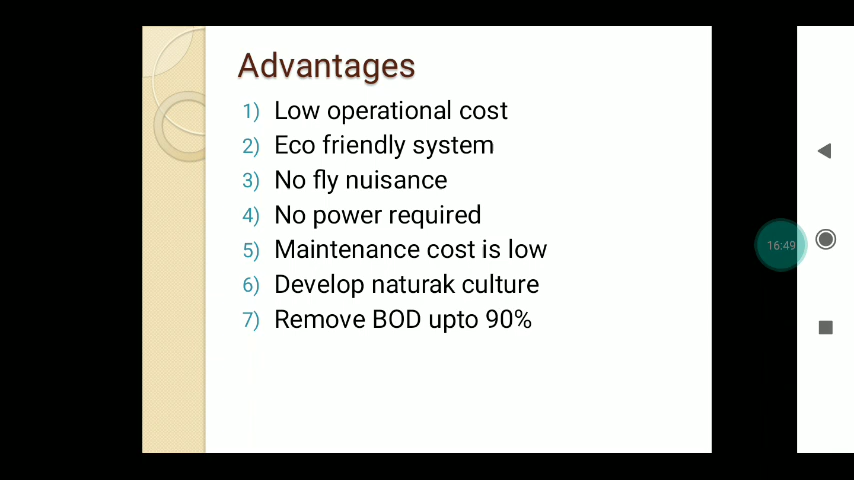 Advantages
1) Low operational cost
2) Eco friendly system
3) No fly nuisance
4) No power required
5) Maintenance cost is low
6) Develop naturak culture
7) Remove BOD upto 90%
16:49